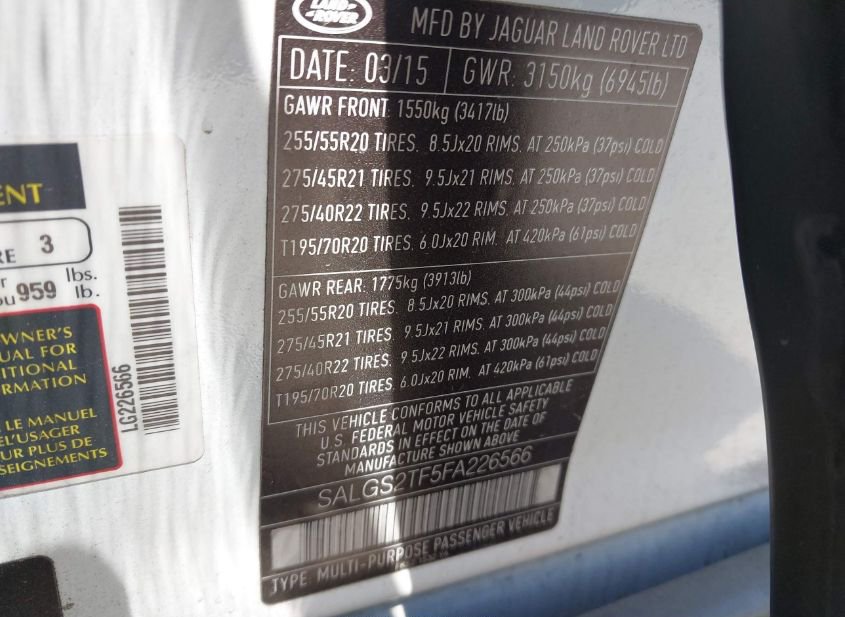 LAND
ROVER
MFD BY JAGUAR LAND ROVER LTD
DATE: 03/15 GWR: 3150kg (6945lb)
GAWR FRONT: 1550kg (3417lb)
255/55R20 TIRES. 8.5Jx20 RIMS. AT 250kPa (37psi) COLD
275/45R21 TIRES. 9.5Jx21 RIMS. AT 250kPa (37psi) COLD
275/40R22 TIRES. 9.5Jx22 RIMS. AT 250kPa (37psi) COLD
T195/70R20 TIRES. 6.0Jx20 RIM. AT 420kPa (61psi) COLD
GAWR REAR: 1775kg (3913lb)
255/55R20 TIRES. 8.5Jx20 RIMS. AT 300kPa (44psi) COLD
275/45R21 TIRES. 9.5Jx21 RIMS. AT 300kPa (44psi) COLD
275/40R22 TIRES. 9.5Jx22 RIMS. AT 300kPa (44psi) COLD
T195/70R20 TIRES. 6.0Jx20 RIM. AT 420kPa (61psi) COLD
THIS VEHICLE CONFORMS TO ALL APPLICABLE
U.S. FEDERAL MOTOR VEHICLE SAFETY
STANDARDS IN EFFECT ON THE DATE OF
MANUFACTURE SHOWN ABOVE
SALGS2TF5FA226566
TYPE: MULTI-PURPOSE PASSENGER VEHICLE
ENT
RE 3
ou 959 lbs.
lb.
OWNER'S
UAL FOR
DITIONAL
ORMATION
LE MANUEL
EL'USAGER
UR PLUS DE
SEIGNEMENTS
LG226566